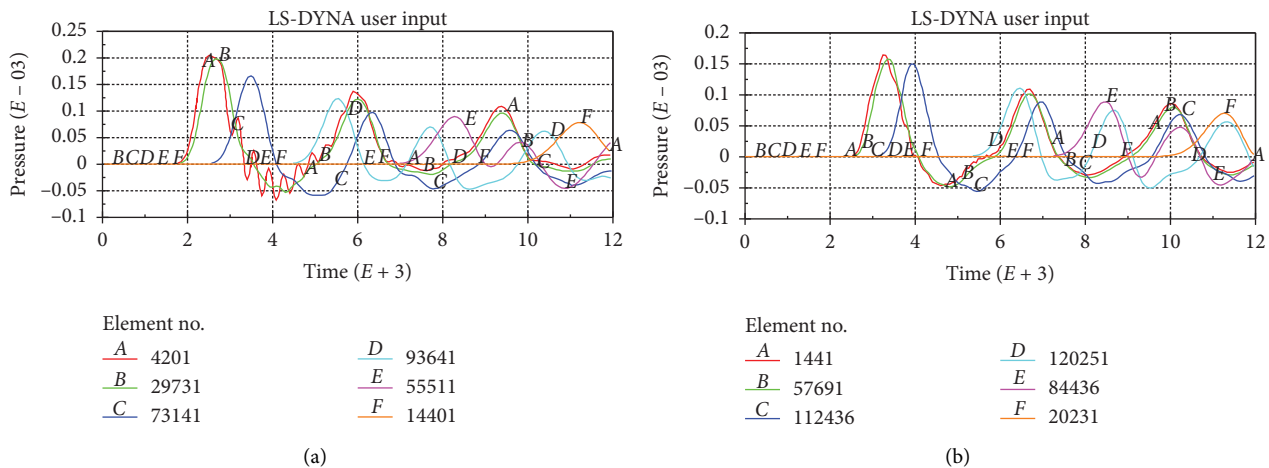 LS-DYNA user input
0.25
0.2
0.15
0.1
0.05
0
−0.05
−0.1
Pressure (E – 03)
A B C D E F
0 2 4 6 8 10 12
Time (E + 3)
Element no.
A 4201
B 29731
C 73141
D 93641
E 55511
F 14401
(a)
LS-DYNA user input
0.2
0.15
0.1
0.05
0
−0.05
−0.1
Pressure (E – 03)
A B C D E F
0 2 4 6 8 10 12
Time (E + 3)
Element no.
A 1441
B 57691
C 112436
D 120251
E 84436
F 20231
(b)